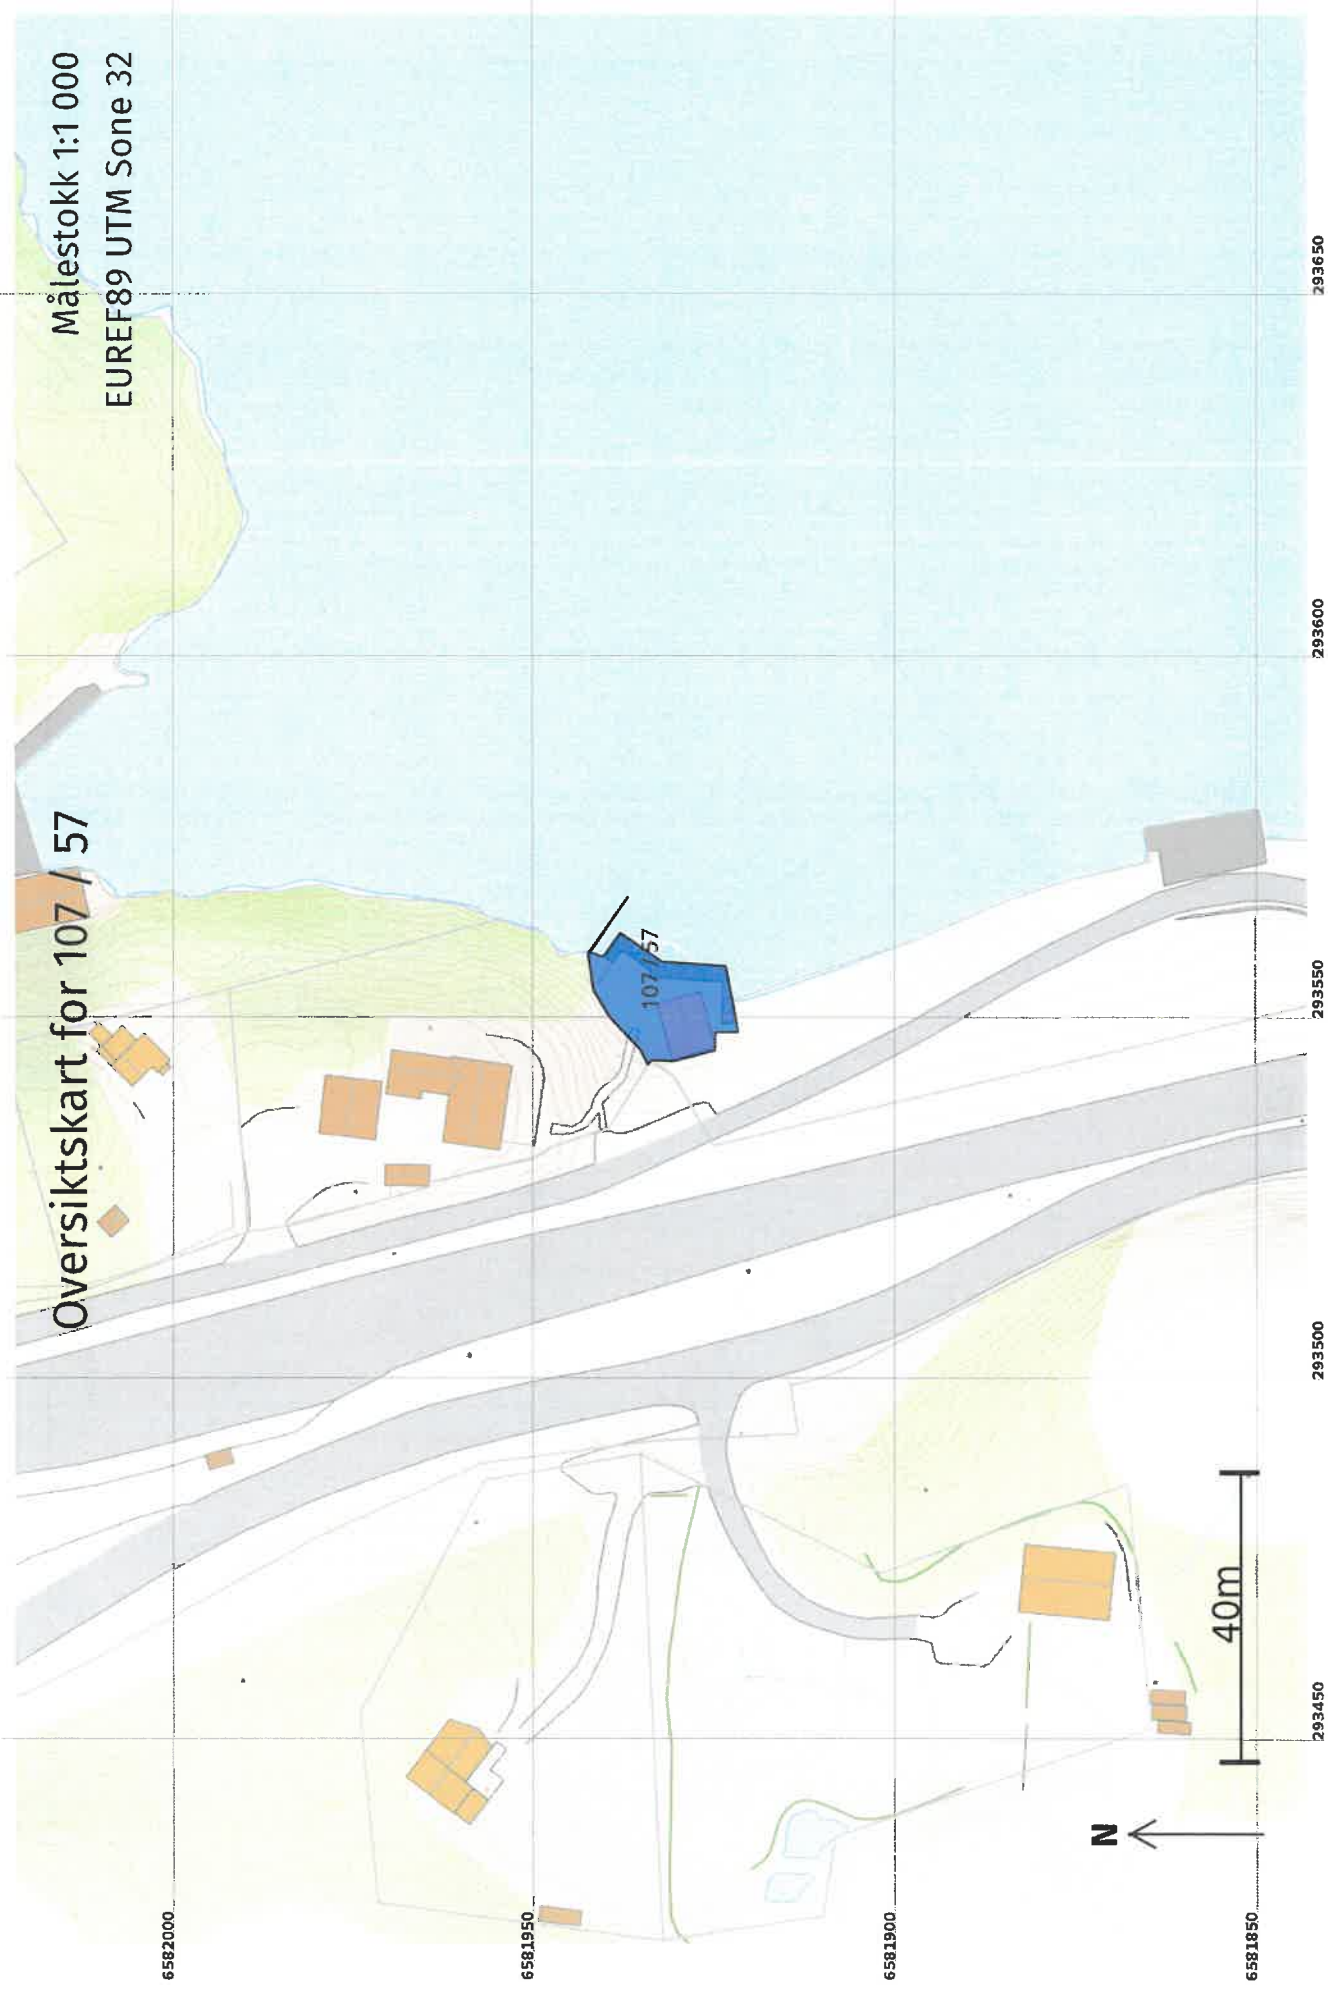 Oversiktskart for 107 / 57
Målestokk 1:1 000
EUREF89 UTM Sone 32
6582000
6581950
6581900
6581850
107 / 57
N
40m
293450
293500
293550
293600
293650